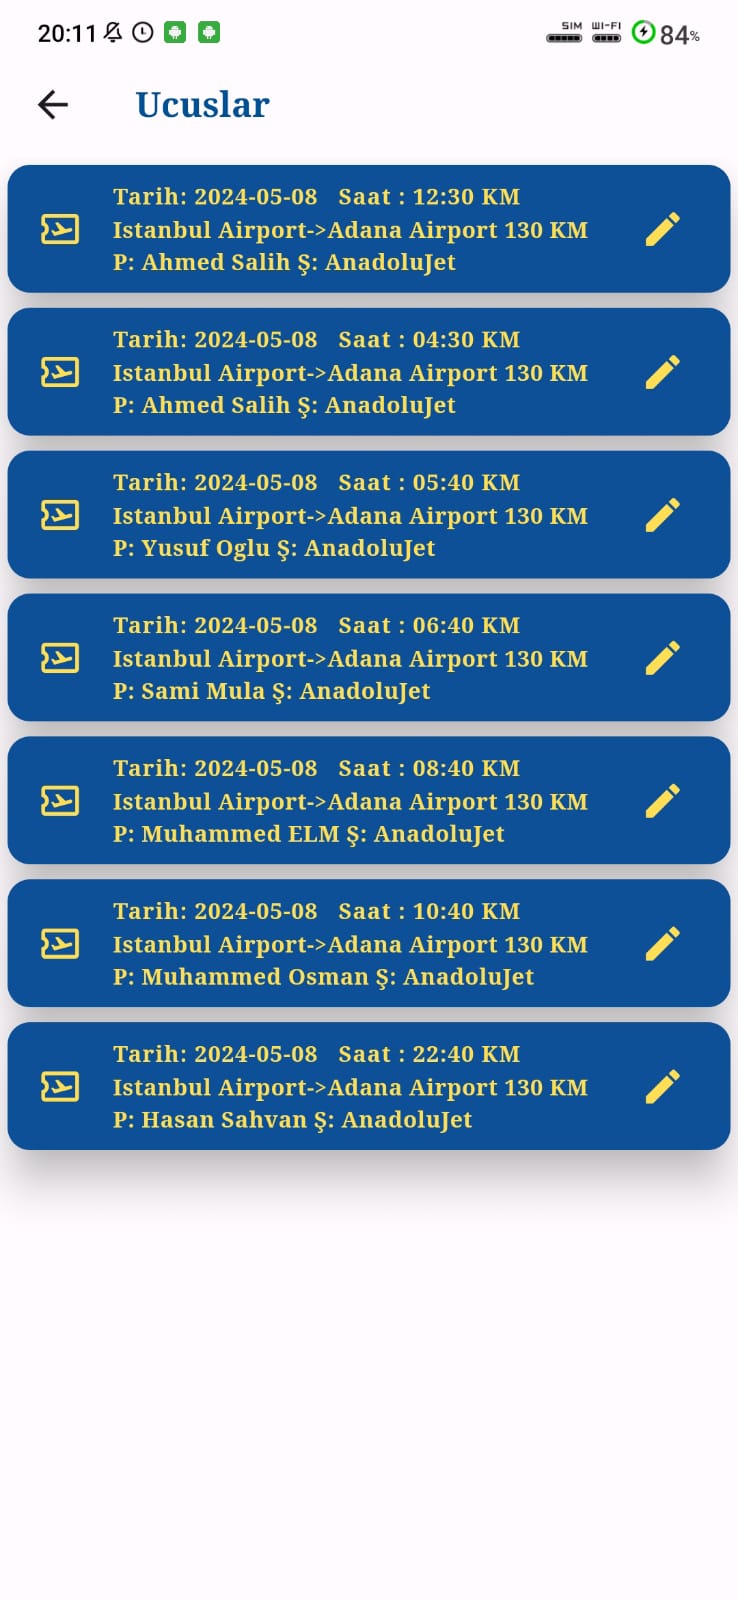 20:11
SIM WI-FI 84%
Ucuslar
Tarih: 2024-05-08 Saat : 12:30 KM
Istanbul Airport->Adana Airport 130 KM
P: Ahmed Salih Ş: AnadoluJet
Tarih: 2024-05-08 Saat : 04:30 KM
Istanbul Airport->Adana Airport 130 KM
P: Ahmed Salih Ş: AnadoluJet
Tarih: 2024-05-08 Saat : 05:40 KM
Istanbul Airport->Adana Airport 130 KM
P: Yusuf Oglu Ş: AnadoluJet
Tarih: 2024-05-08 Saat : 06:40 KM
Istanbul Airport->Adana Airport 130 KM
P: Sami Mula Ş: AnadoluJet
Tarih: 2024-05-08 Saat : 08:40 KM
Istanbul Airport->Adana Airport 130 KM
P: Muhammed ELM Ş: AnadoluJet
Tarih: 2024-05-08 Saat : 10:40 KM
Istanbul Airport->Adana Airport 130 KM
P: Muhammed Osman Ş: AnadoluJet
Tarih: 2024-05-08 Saat : 22:40 KM
Istanbul Airport->Adana Airport 130 KM
P: Hasan Sahvan Ş: AnadoluJet